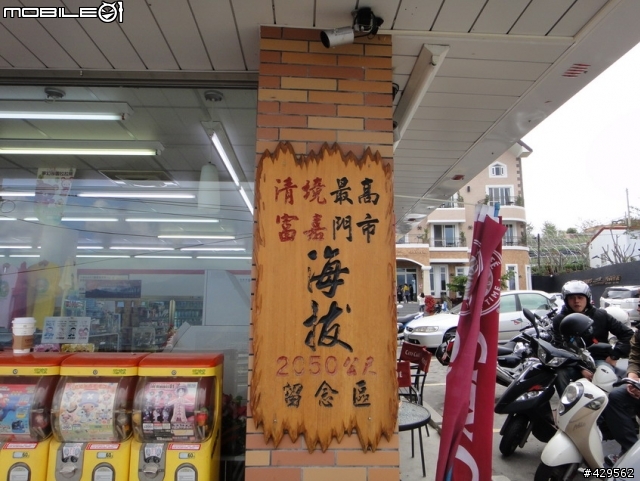 MOBILE01
清境最高
富嘉門市
海拔
2050公尺
留念區
#429562